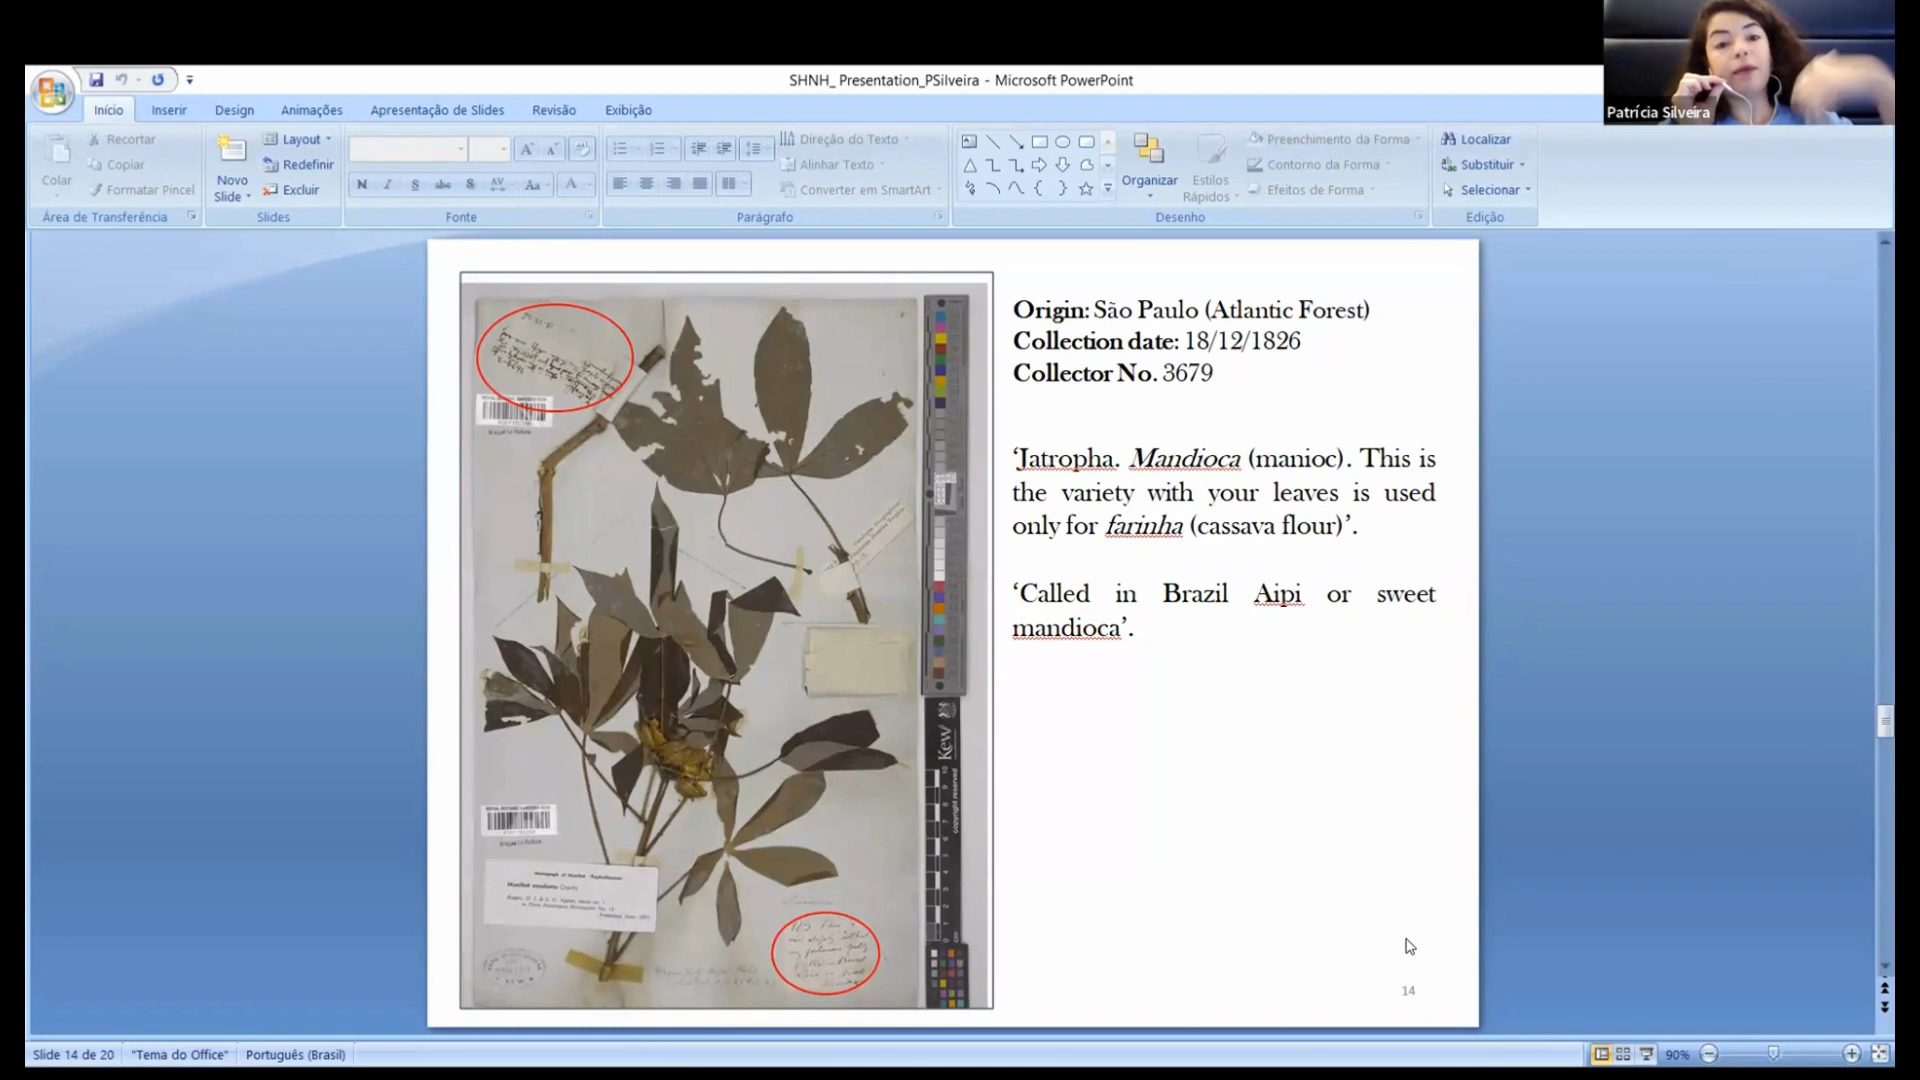 SHNH_ Presentation_PSilveira - Microsoft PowerPoint
Patrícia Silveira
Início Inserir Design Animações Apresentação de Slides Revisão Exibição
Recortar
Copiar
Formatar Pincel
Colar
Área de Transferência
Novo Slide
Layout
Redefinir
Excluir
Slides
Fonte
Direção do Texto
Alinhar Texto
Converter em SmartArt
Parágrafo
Organizar
Estilos Rápidos
Preenchimento da Forma
Contorno da Forma
Efeitos de Forma
Desenho
Localizar
Substituir
Selecionar
Edição
Origin: São Paulo (Atlantic Forest)
Collection date: 18/12/1826
Collector No. 3679
‘Jatropha. Mandioca (manioc). This is
the variety with your leaves is used
only for farinha (cassava flour)’.
‘Called in Brazil Aipi or sweet
mandioca’.
Kew
copyright reserved
14
Slide 14 de 20 "Tema do Office" Português (Brasil)
90%